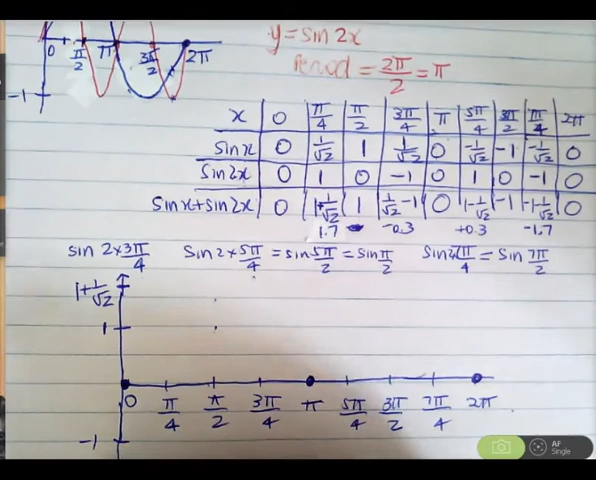 y = sin 2x
Period = 2π/2 = π
0 π/2 π 3π/2 2π
-1
x 0 π/4 π/2 3π/4 π 5π/4 3π/2 7π/4 2π
sin x 0 1/√2 1 1/√2 0 -1/√2 -1 -1/√2 0
sin 2x 0 1 0 -1 0 1 0 -1 0
sin x + sin 2x 0 1+1/√2 1 1/√2 -1 0 1-1/√2 -1 -1-1/√2 0
1.7 -0.3 +0.3 -1.7
sin 2×3π/4 sin 2×5π/4 = sin 5π/2 = sin π/2 = sin 7π/2
1+1/√2
1
0 π/4 π/2 3π/4 π 5π/4 3π/2 7π/4 2π
-1
AF
Single